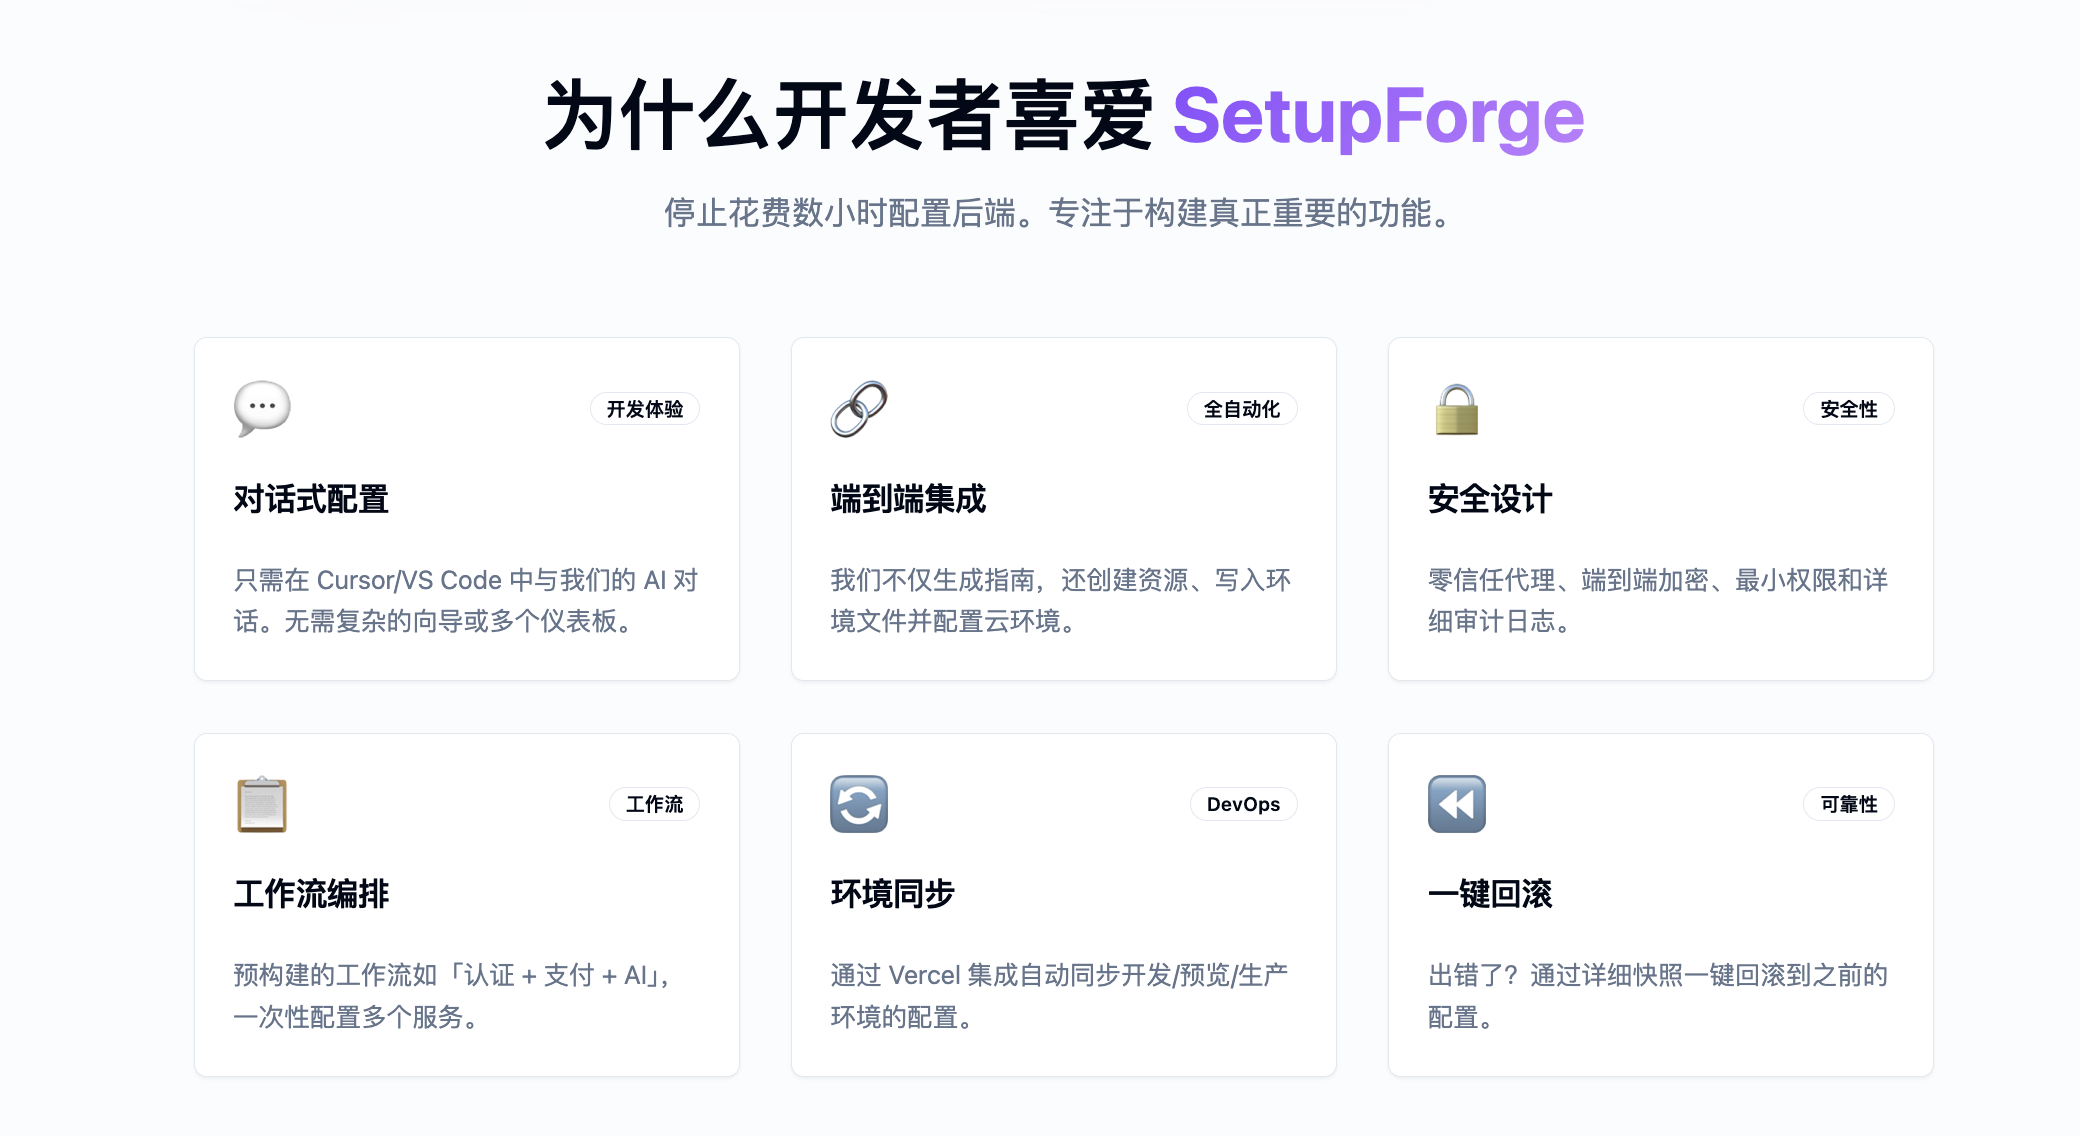 为什么开发者喜爱 SetupForge
停止花费数小时配置后端。专注于构建真正重要的功能。
开发体验
对话式配置
只需在 Cursor/VS Code 中与我们的 AI 对
话。无需复杂的向导或多个仪表板。
全自动化
端到端集成
我们不仅生成指南，还创建资源、写入环
境文件并配置云环境。
安全性
安全设计
零信任代理、端到端加密、最小权限和详
细审计日志。
工作流
工作流编排
预构建的工作流如「认证 + 支付 + AI」，
一次性配置多个服务。
DevOps
环境同步
通过 Vercel 集成自动同步开发/预览/生产
环境的配置。
可靠性
一键回滚
出错了？通过详细快照一键回滚到之前的
配置。